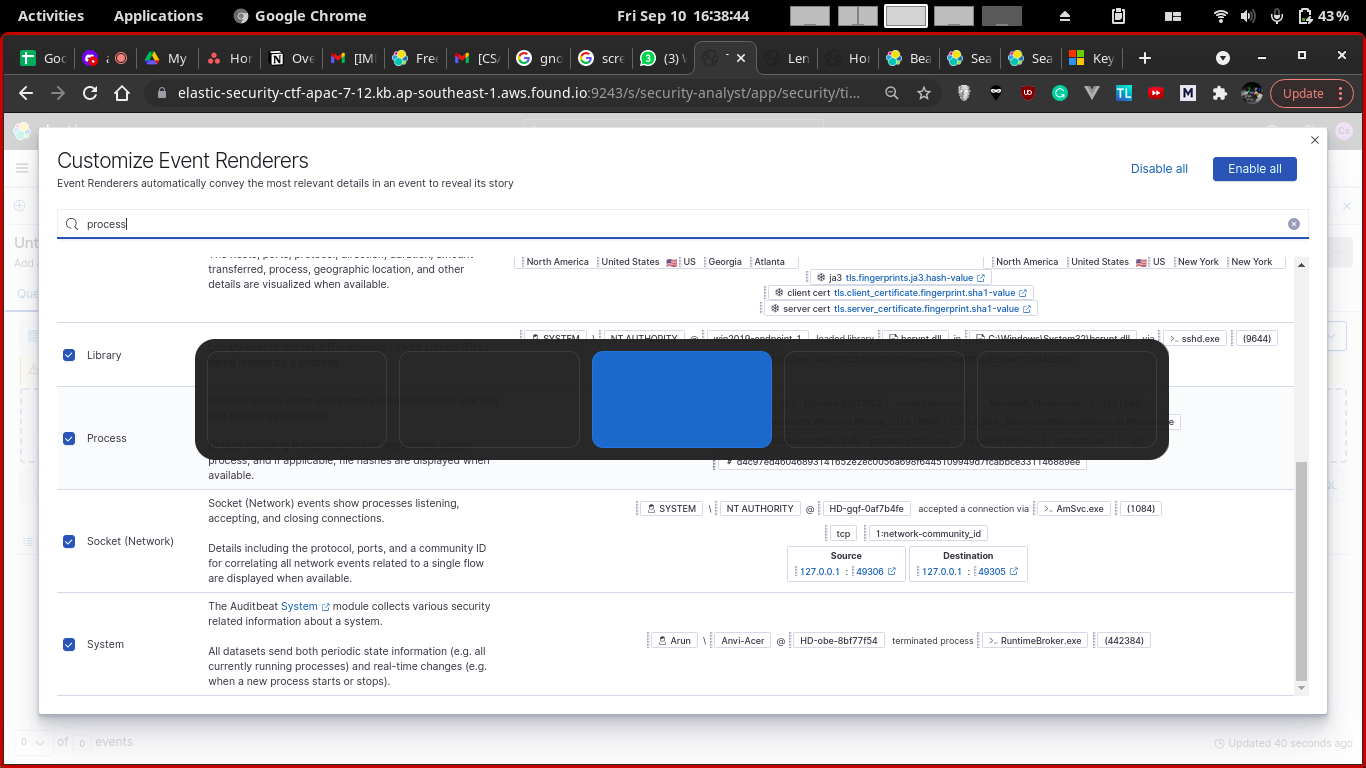 Activities Applications Google Chrome Fri Sep 10 16:38:44 43%
Goo My Hor Ove [IM Free [CS/ gno scre (3) Len Hor Bea Sea Sea Key
elastic-security-ctf-apac-7-12.kb.ap-southeast-1.aws.found.io:9243/s/security-analyst/app/security/ti... Update
Customize Event Renderers
Event Renderers automatically convey the most relevant details in an event to reveal its story
Disable all Enable all
process
North America United States US Georgia Atlanta North America United States US New York New York
transferred, process, geographic location, and other
details are visualized when available.
ja3 tls.fingerprints.ja3.hash-value
client cert tls.client_certificate.fingerprint.sha1-value
server cert tls.server_certificate.fingerprint.sha1-value
Library
SYSTEM \ NT AUTHORITY @ win2019-endpoint-1 loaded library bcrypt.dll in C:\Windows\System32\bcrypt.dll via sshd.exe (9644)
Process
process, and if applicable, file hashes are displayed when
available.
# d4c97ed46046893141652e2ec0056a698f6445109949d7fcabbce331146889ee
Socket (Network)
Socket (Network) events show processes listening,
accepting, and closing connections.
Details including the protocol, ports, and a community ID
for correlating all network events related to a single flow
are displayed when available.
SYSTEM \ NT AUTHORITY @ HD-gqf-0af7b4fe accepted a connection via AmSvc.exe (1084)
tcp 1:network-community_id
Source Destination
127.0.0.1 : 49306 127.0.0.1 : 49305
System
The Auditbeat System module collects various security
related information about a system.
All datasets send both periodic state information (e.g. all
currently running processes) and real-time changes (e.g.
when a new process starts or stops).
Arun \ Anvi-Acer @ HD-obe-8bf77f54 terminated process RuntimeBroker.exe (442384)
0 of 0 events Updated 40 seconds ago